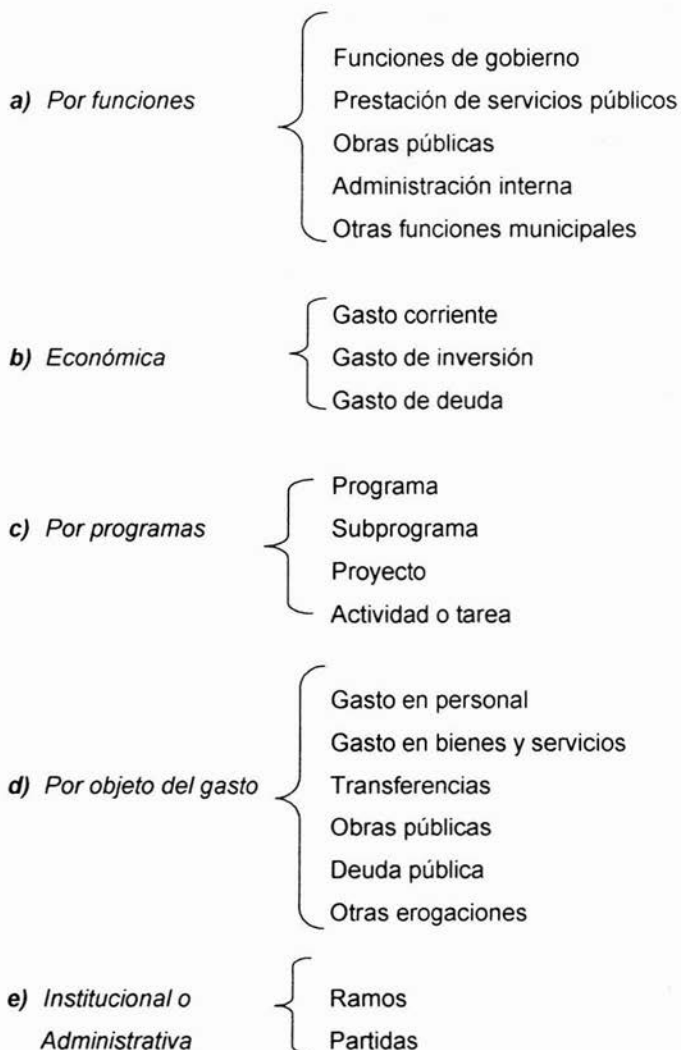 Funciones de gobierno
a) Por funciones
Prestación de servicios públicos
Obras públicas
Administración interna
Otras funciones municipales
Gasto corriente
b) Económica
Gasto de inversión
Gasto de deuda
Programa
c) Por programas
Subprograma
Proyecto
Actividad o tarea
Gasto en personal
Gasto en bienes y servicios
d) Por objeto del gasto
Transferencias
Obras públicas
Deuda pública
Otras erogaciones
e) Institucional o
Administrativa
Ramos
Partidas